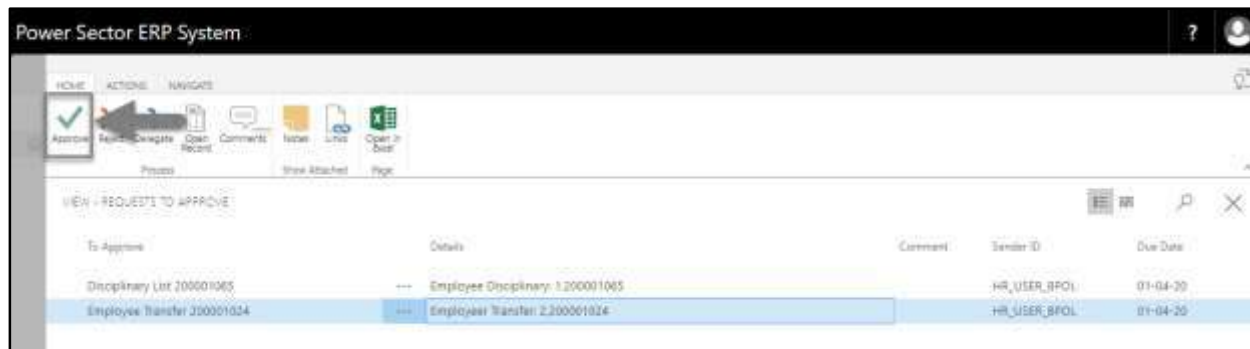 Power Sector ERP System ?
HOME ACTIONS NAVIGATE
Approve Reject Delegate Open Record Comments Notes Links Open in Excel
Process Show Attached Page
VIEW - REQUESTS TO APPROVE
To Approve Details Comment Sender ID Due Date
Disciplinary List 200001065 Employee Disciplinary: 1.200001065 HR_USER_BPOL 01-04-20
Employee Transfer 200001024 Employeer Transfer: 2,200001024 HR_USER_BPOL 01-04-20